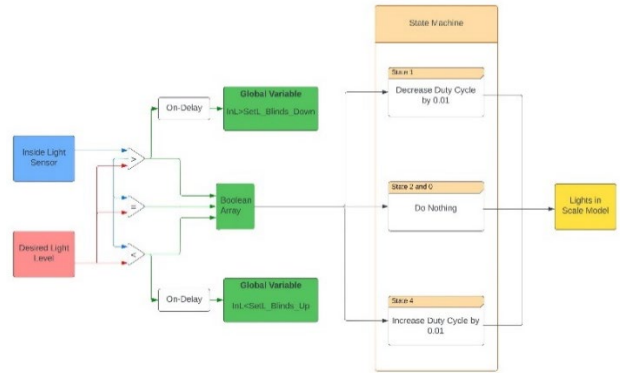 State Machine
Global Variable
InL>SetL_Blinds_Down
On-Delay
State 1
Decrease Duty Cycle
by 0.01
Inside Light
Sensor
>
Desired Light
Level
=
<
Boolean
Array
State 2 and 0
Do Nothing
Lights in
Scale Model
On-Delay
Global Variable
InL<SetL_Blinds_Up
State 4
Increase Duty Cycle by
0.01